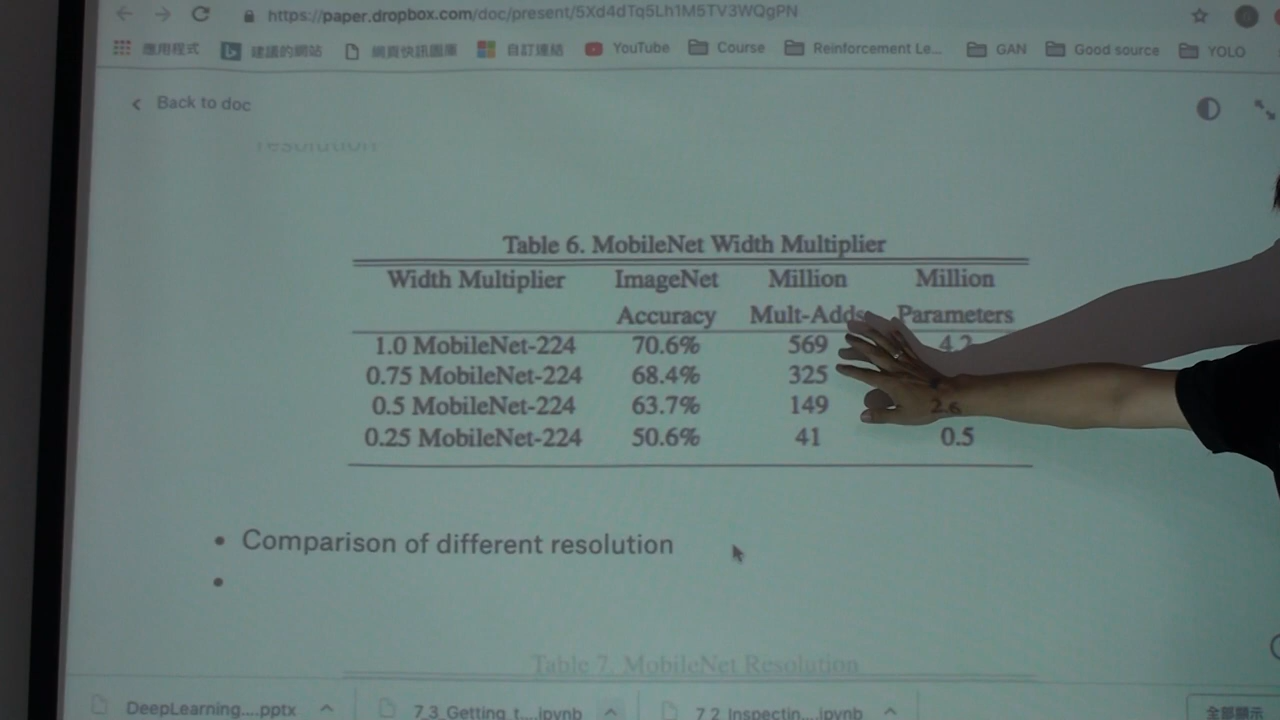 https://paper.dropbox.com/doc/present/5Xd4dTq5Lh1M5TV3WQgPN
應用程式 建議的網站 網頁快訊圖庫 自訂連結 YouTube Course Reinforcement Le... GAN Good source YOLO
Back to doc
resolution
Table 6. MobileNet Width Multiplier
Width Multiplier ImageNet Million Million
Accuracy Mult-Adds Parameters
1.0 MobileNet-224 70.6% 569 4.2
0.75 MobileNet-224 68.4% 325 2.6
0.5 MobileNet-224 63.7% 149
0.25 MobileNet-224 50.6% 41 0.5
• Comparison of different resolution
•
Table 7. MobileNet Resolution
DeepLearning....pptx 7.3_Getting_t....ipynb 7.2_Inspectin....ipynb 全部顯示